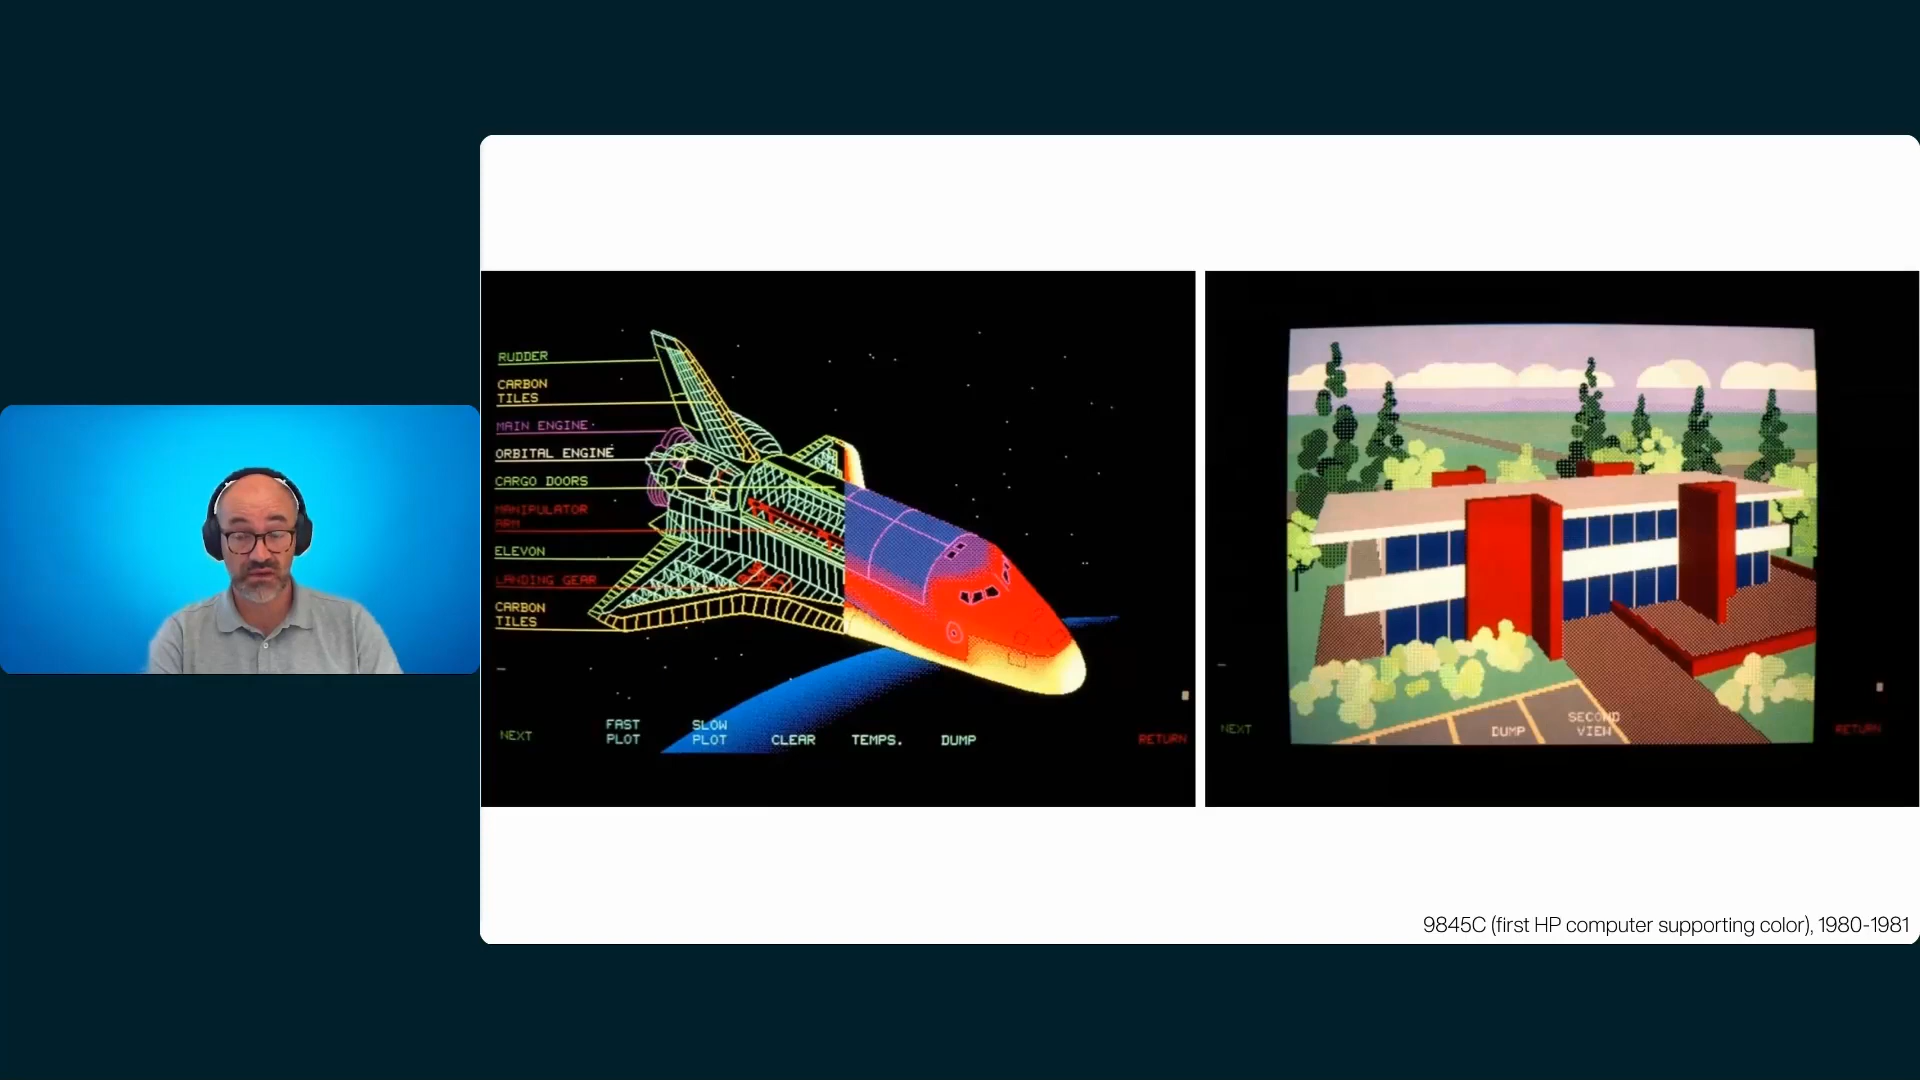 RUDDER
CARBON
TILES
MAIN ENGINE
ORBITAL ENGINE
CARGO DOORS
MANIPULATOR
ARM
ELEVON
LANDING GEAR
CARBON
TILES
NEXT
FAST
PLOT
SLOW
PLOT
CLEAR
TEMPS.
DUMP
RETURN
NEXT
DUMP
SECOND
VIEW
RETURN
9845C (first HP computer supporting color), 1980-1981